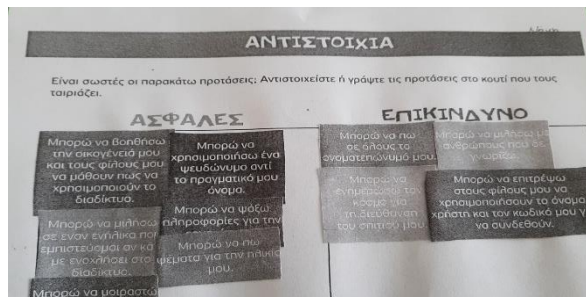 ΑΝΤΙΣΤΟΙΧΙΑ
Είναι σωστές οι παρακάτω προτάσεις; Αντιστοιχείστε ή γράψτε τις προτάσεις στο κουτί που τους
ταιριάζει.
ΑΣΦΑΛΕΣ
Μπορώ να βοηθήσω
την οικογένειά μου
και τους φίλους μου
να μάθουν πώς να
χρησιμοποιούν το
διαδίκτυο.
Μπορώ να
χρησιμοποιήσω ένα
ψευδώνυμο αντί
το πραγματικό μου
όνομα.
Μπορώ να μιλήσω
σε έναν ενήλικα που
εμπιστεύομαι αν κά
με ενοχλήσει στο
διαδίκτυο.
Μπορώ να ψάξω
πληροφορίες για την
Μπορώ να πω
ψέματα για την ηλικία
μου.
Μπορώ να μοιραστώ
ΕΠΙΚΙΝΔΥΝΟ
Μπορώ να πω
σε όλους το
ονοματεπώνυμό μου.
Μπορώ να μιλήσω με
ανθρώπους που δε
γνωρίζω.
Μπορώ να
ενημερώσω τον
κόσμο για
τη διεύθυνση
του σπιτιού μου.
Μπορώ να επιτρέψω
στους φίλους μου να
χρησιμοποιήσουν το όνομα
χρήστη και τον κωδικό μου γ
να συνδεθούν.